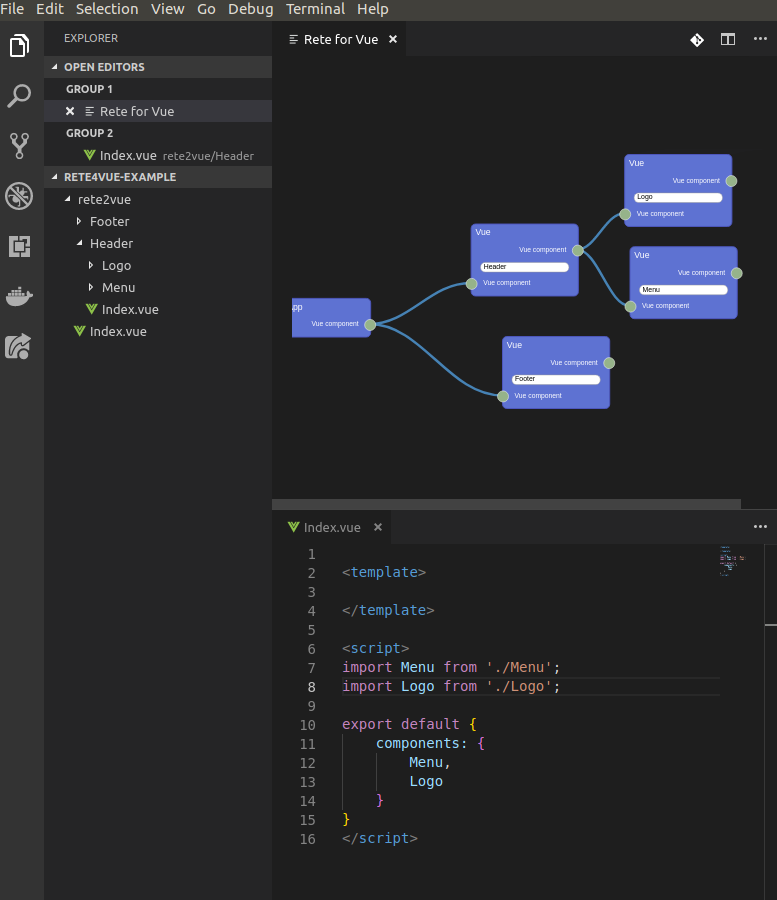 File Edit Selection View Go Debug Terminal Help
EXPLORER
OPEN EDITORS
GROUP 1
Rete for Vue
GROUP 2
Index.vue rete2vue/Header
RETE4VUE-EXAMPLE
rete2vue
Footer
Header
Logo
Menu
Index.vue
Index.vue
Rete for Vue
pp
Vue component
Vue
Vue component
Header
Vue component
Vue
Vue component
Logo
Vue component
Vue
Vue component
Menu
Vue component
Vue
Vue component
Footer
Vue component
Index.vue
1
2 <template>
3
4 </template>
5
6 <script>
7 import Menu from './Menu';
8 import Logo from './Logo';
9
10 export default {
11 components: {
12 Menu,
13 Logo
14 }
15 }
16 </script>